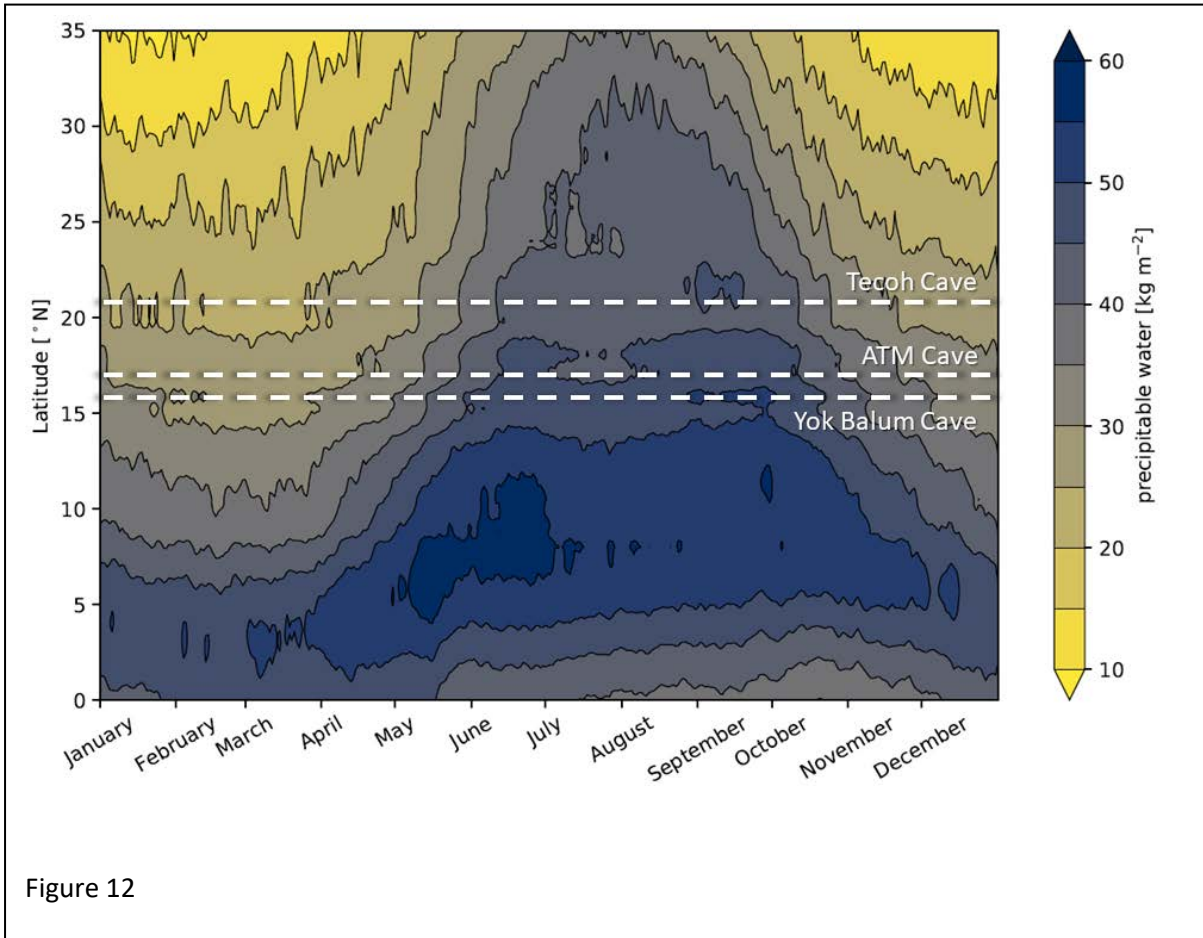 35
30
25
20
15
10
5
0
Latitude [ °N]
Tecoh Cave
ATM Cave
Yok Balum Cave
January
February
March
April
May
June
July
August
September
October
November
December
60
50
40
30
20
10
precipitable water [kg m⁻²]
Figure 12